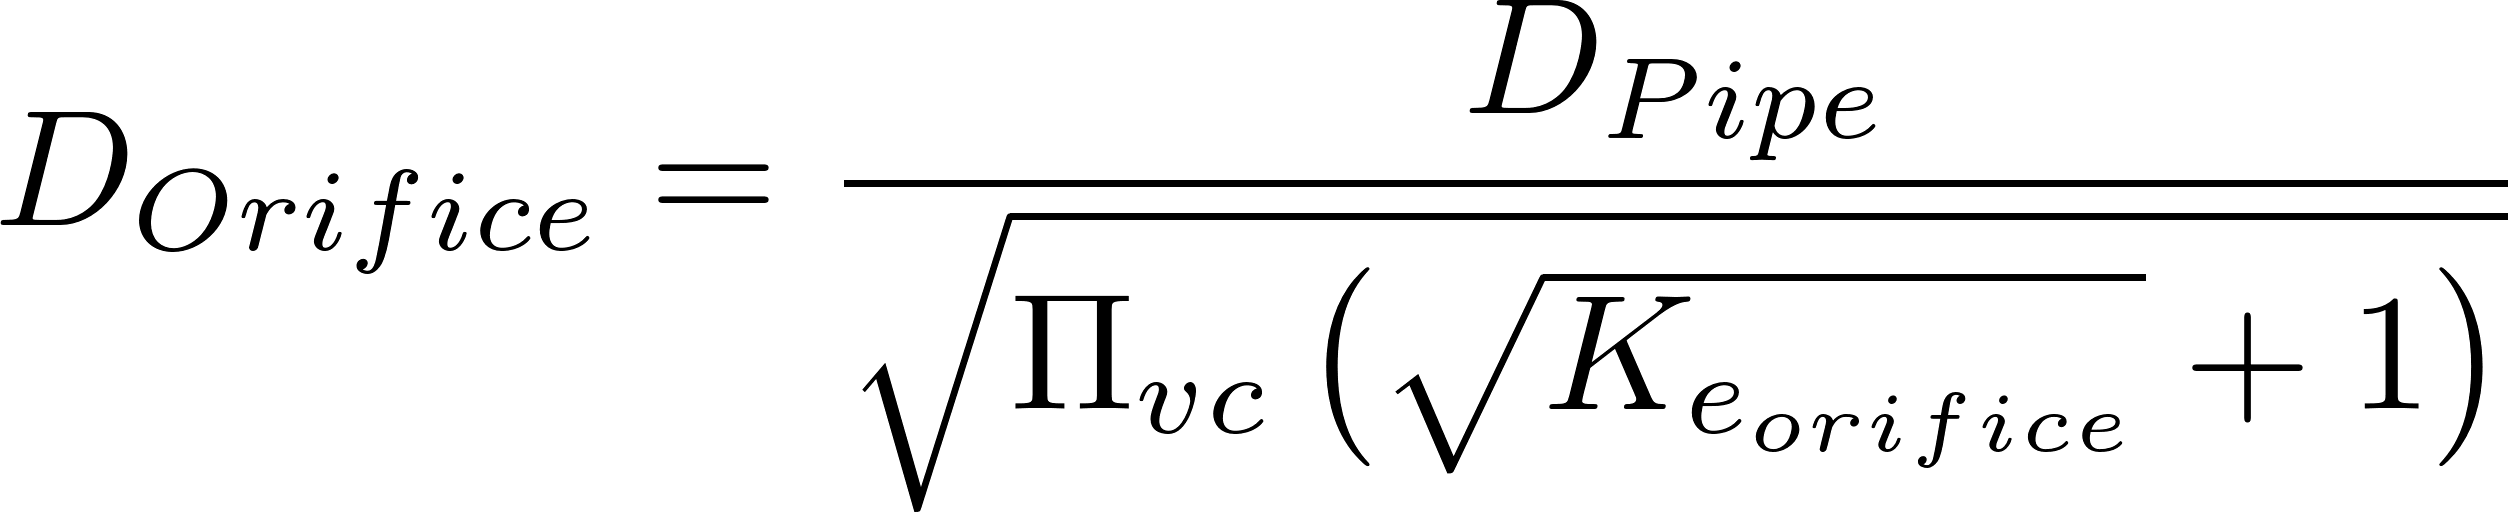 D_{Orifice} = \frac{D_{Pipe}}{\sqrt{\Pi_{vc} \left( \sqrt{K_{e_{orifice}}} + 1 \right)}}